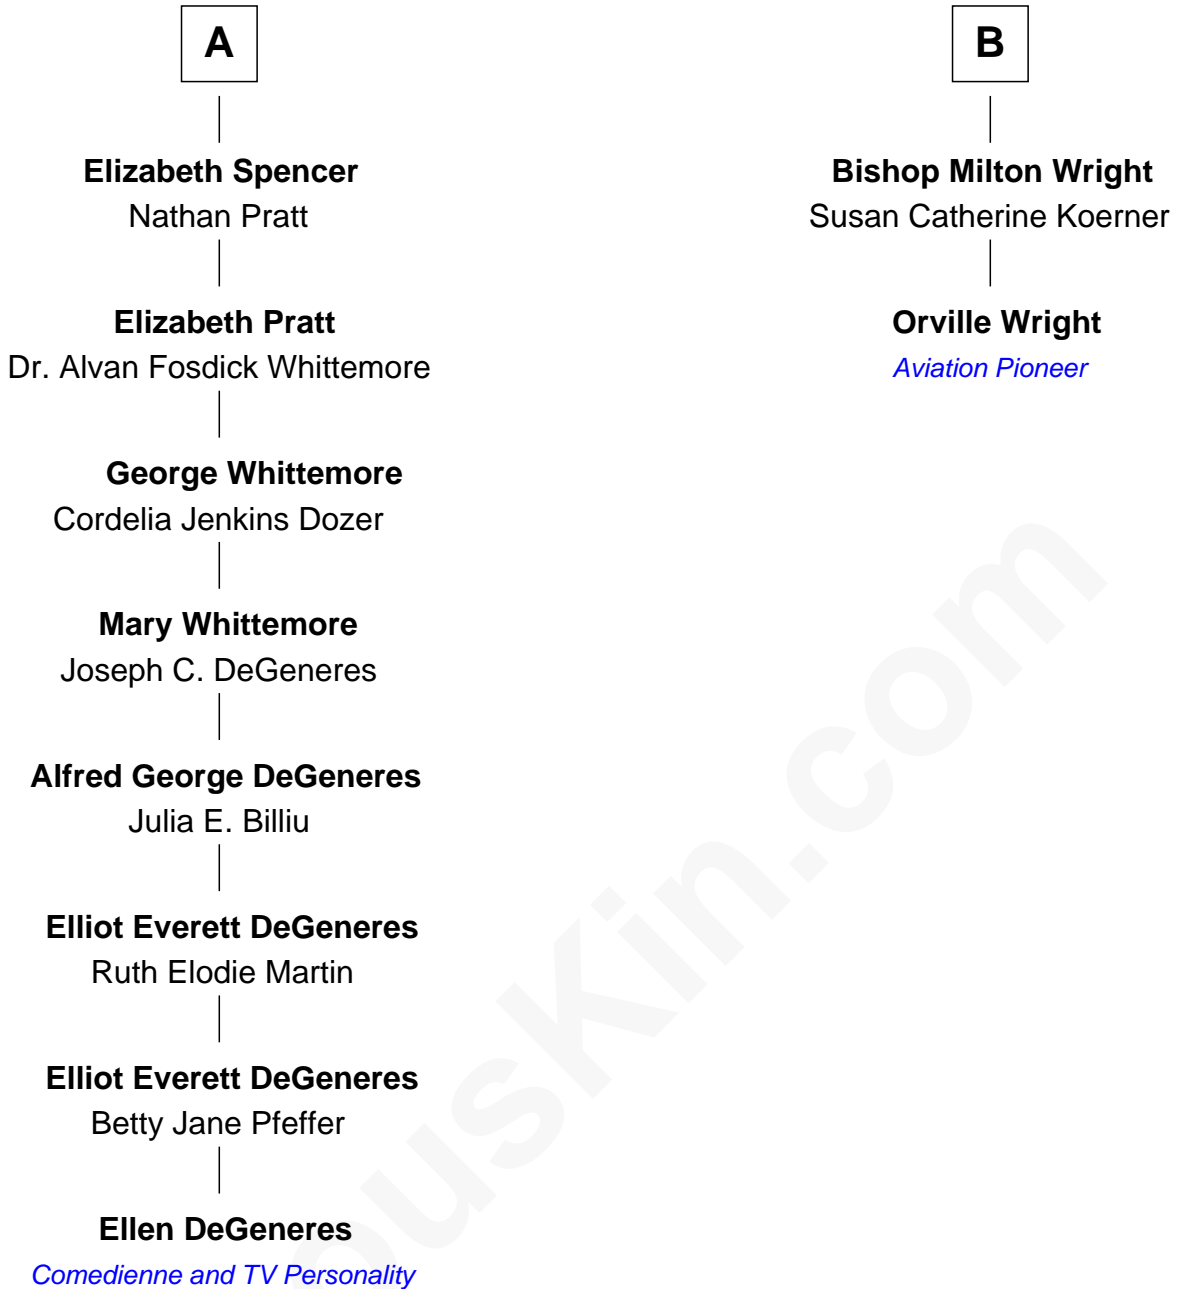 A
Elizabeth Spencer
Nathan Pratt
Elizabeth Pratt
Dr. Alvan Fosdick Whittemore
George Whittemore
Cordelia Jenkins Dozer
Mary Whittemore
Joseph C. DeGeneres
Alfred George DeGeneres
Julia E. Billiu
Elliot Everett DeGeneres
Ruth Elodie Martin
Elliot Everett DeGeneres
Betty Jane Pfeffer
Ellen DeGeneres
Comedienne and TV Personality
B
Bishop Milton Wright
Susan Catherine Koerner
Orville Wright
Aviation Pioneer
ousKin.com